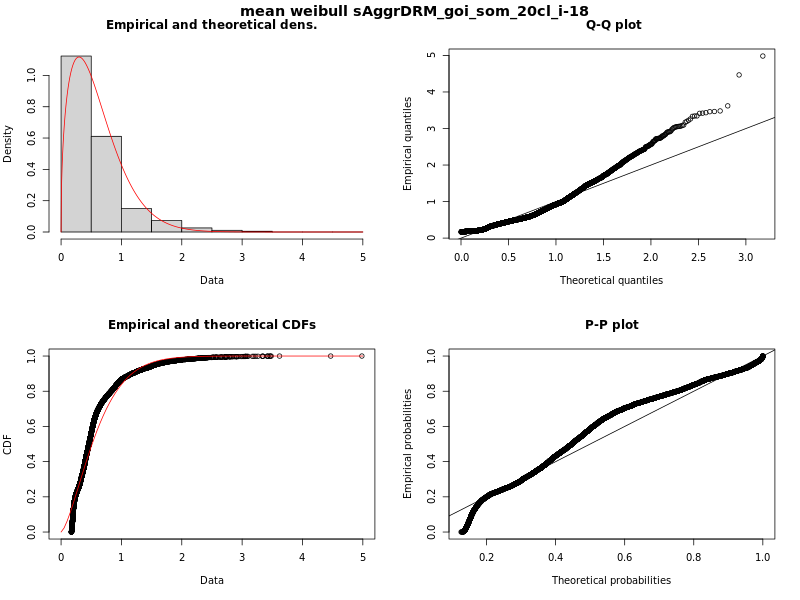 mean weibull sAggrDRM_goi_som_20cl_i-18
Empirical and theoretical dens.
Density
0.0 0.2 0.4 0.6 0.8 1.0
0 1 2 3 4 5
Data
Q-Q plot
Empirical quantiles
0 1 2 3 4 5
0.0 0.5 1.0 1.5 2.0 2.5 3.0
Theoretical quantiles
Empirical and theoretical CDFs
CDF
0.0 0.2 0.4 0.6 0.8 1.0
0 1 2 3 4 5
Data
P-P plot
Empirical probabilities
0.0 0.2 0.4 0.6 0.8 1.0
0.2 0.4 0.6 0.8 1.0
Theoretical probabilities